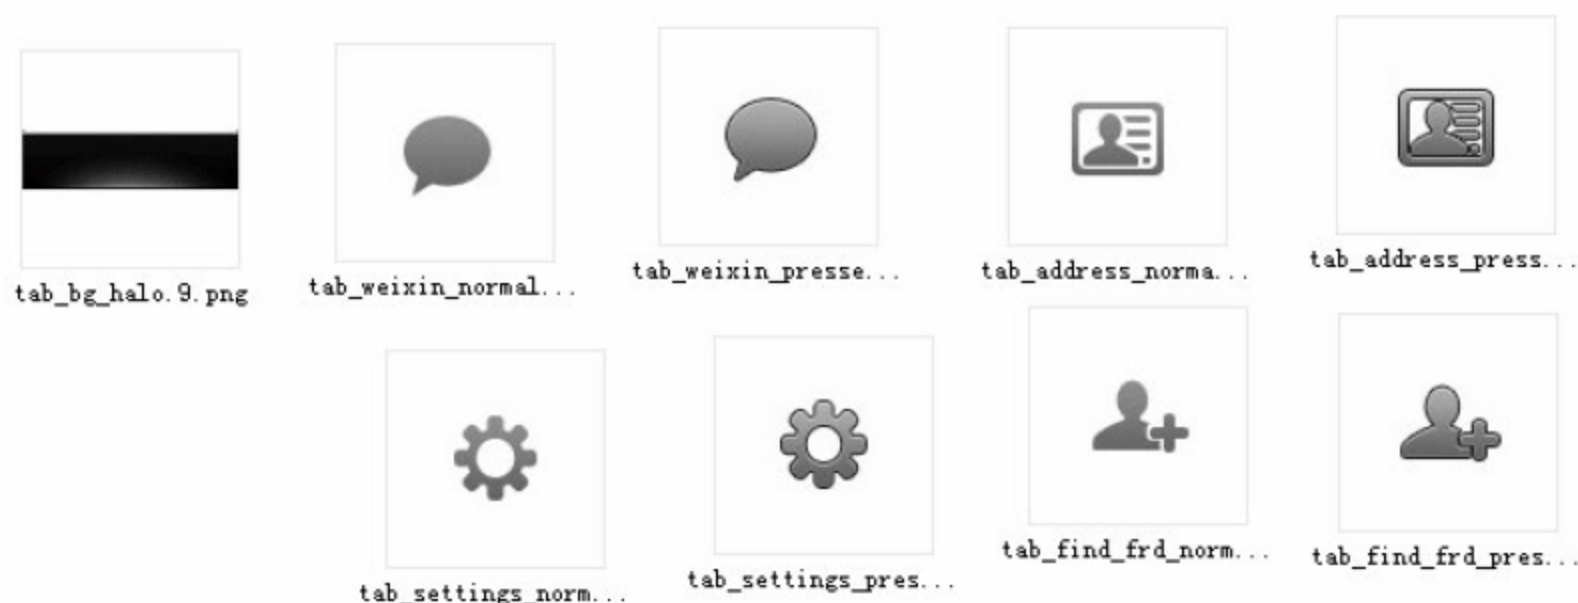 tab_bg_halo.9.png
tab_weixin_normal...
tab_weixin_presse...
tab_address_norma...
tab_address_press...
tab_settings_norm...
tab_settings_pres...
tab_find_frd_norm...
tab_find_frd_pres...